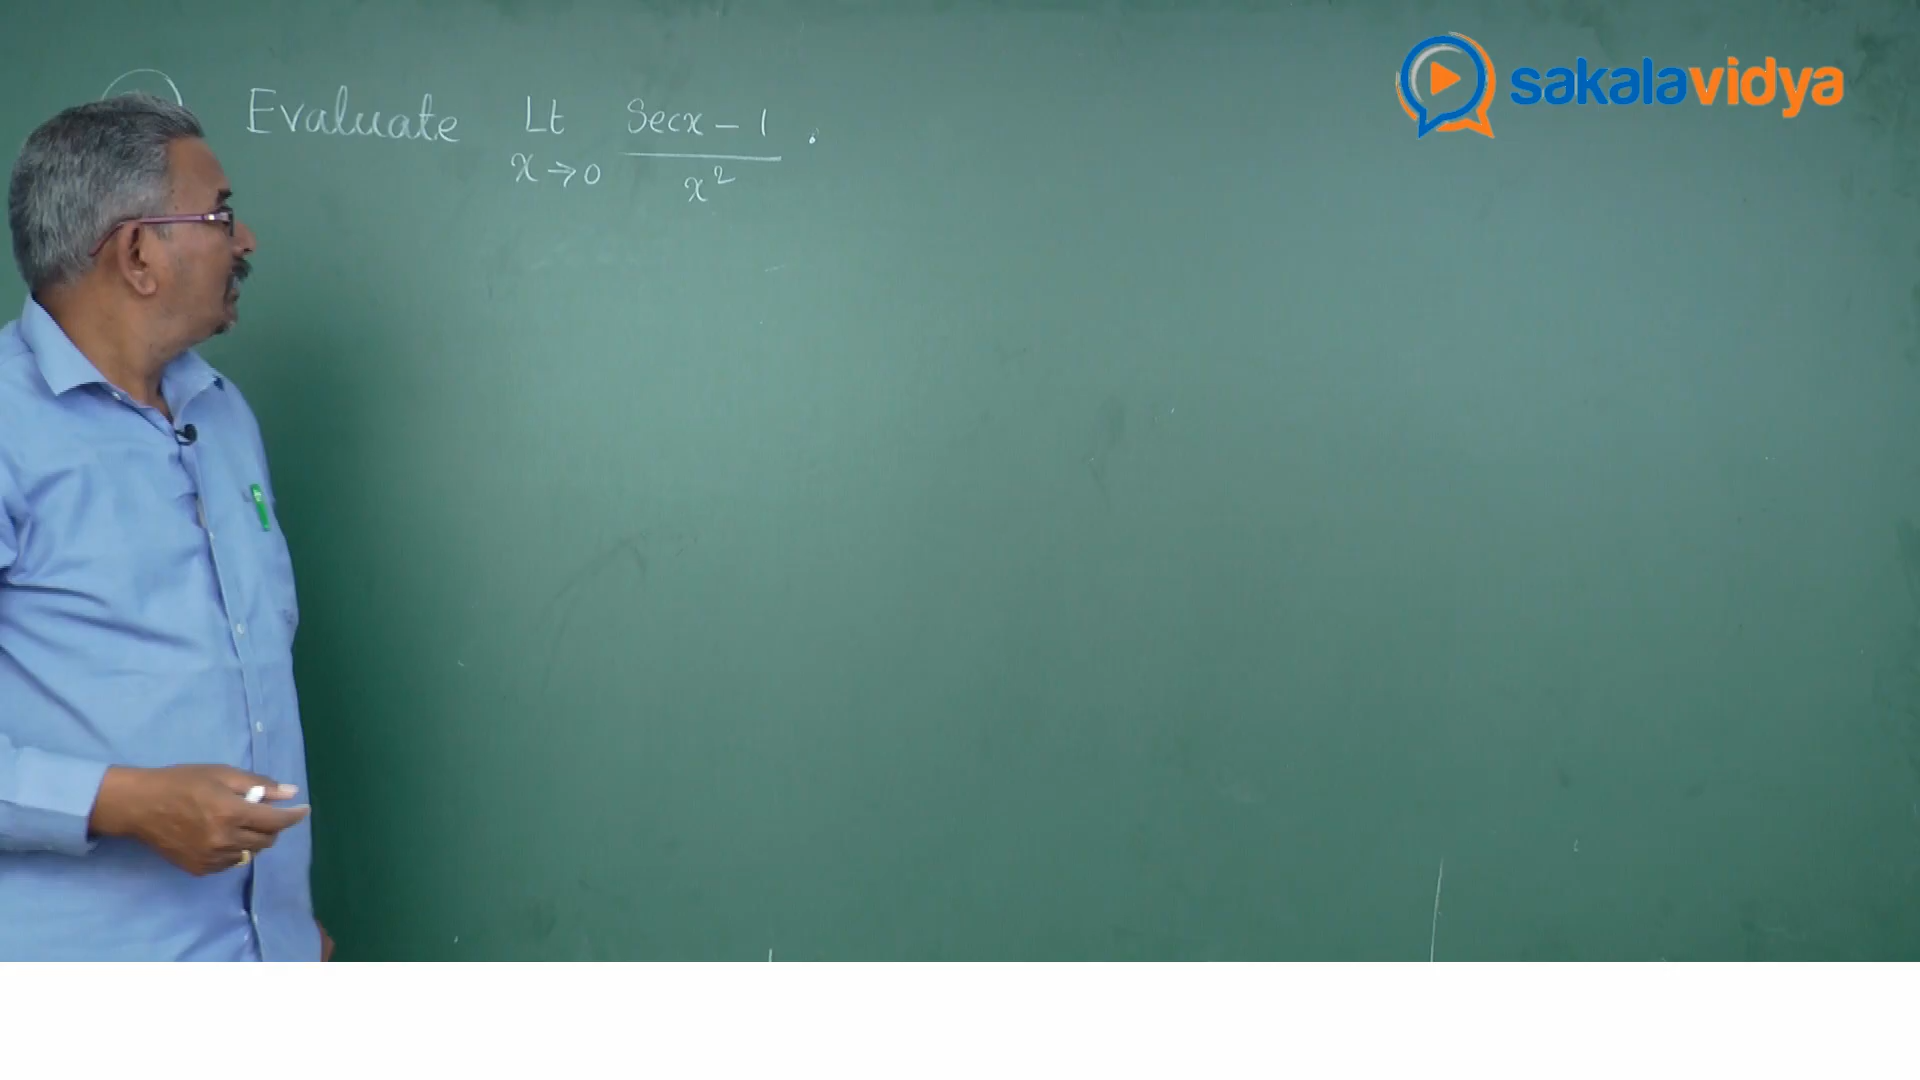 sakalavidya
Evaluate Lt Secx - 1 .
x → 0 x²